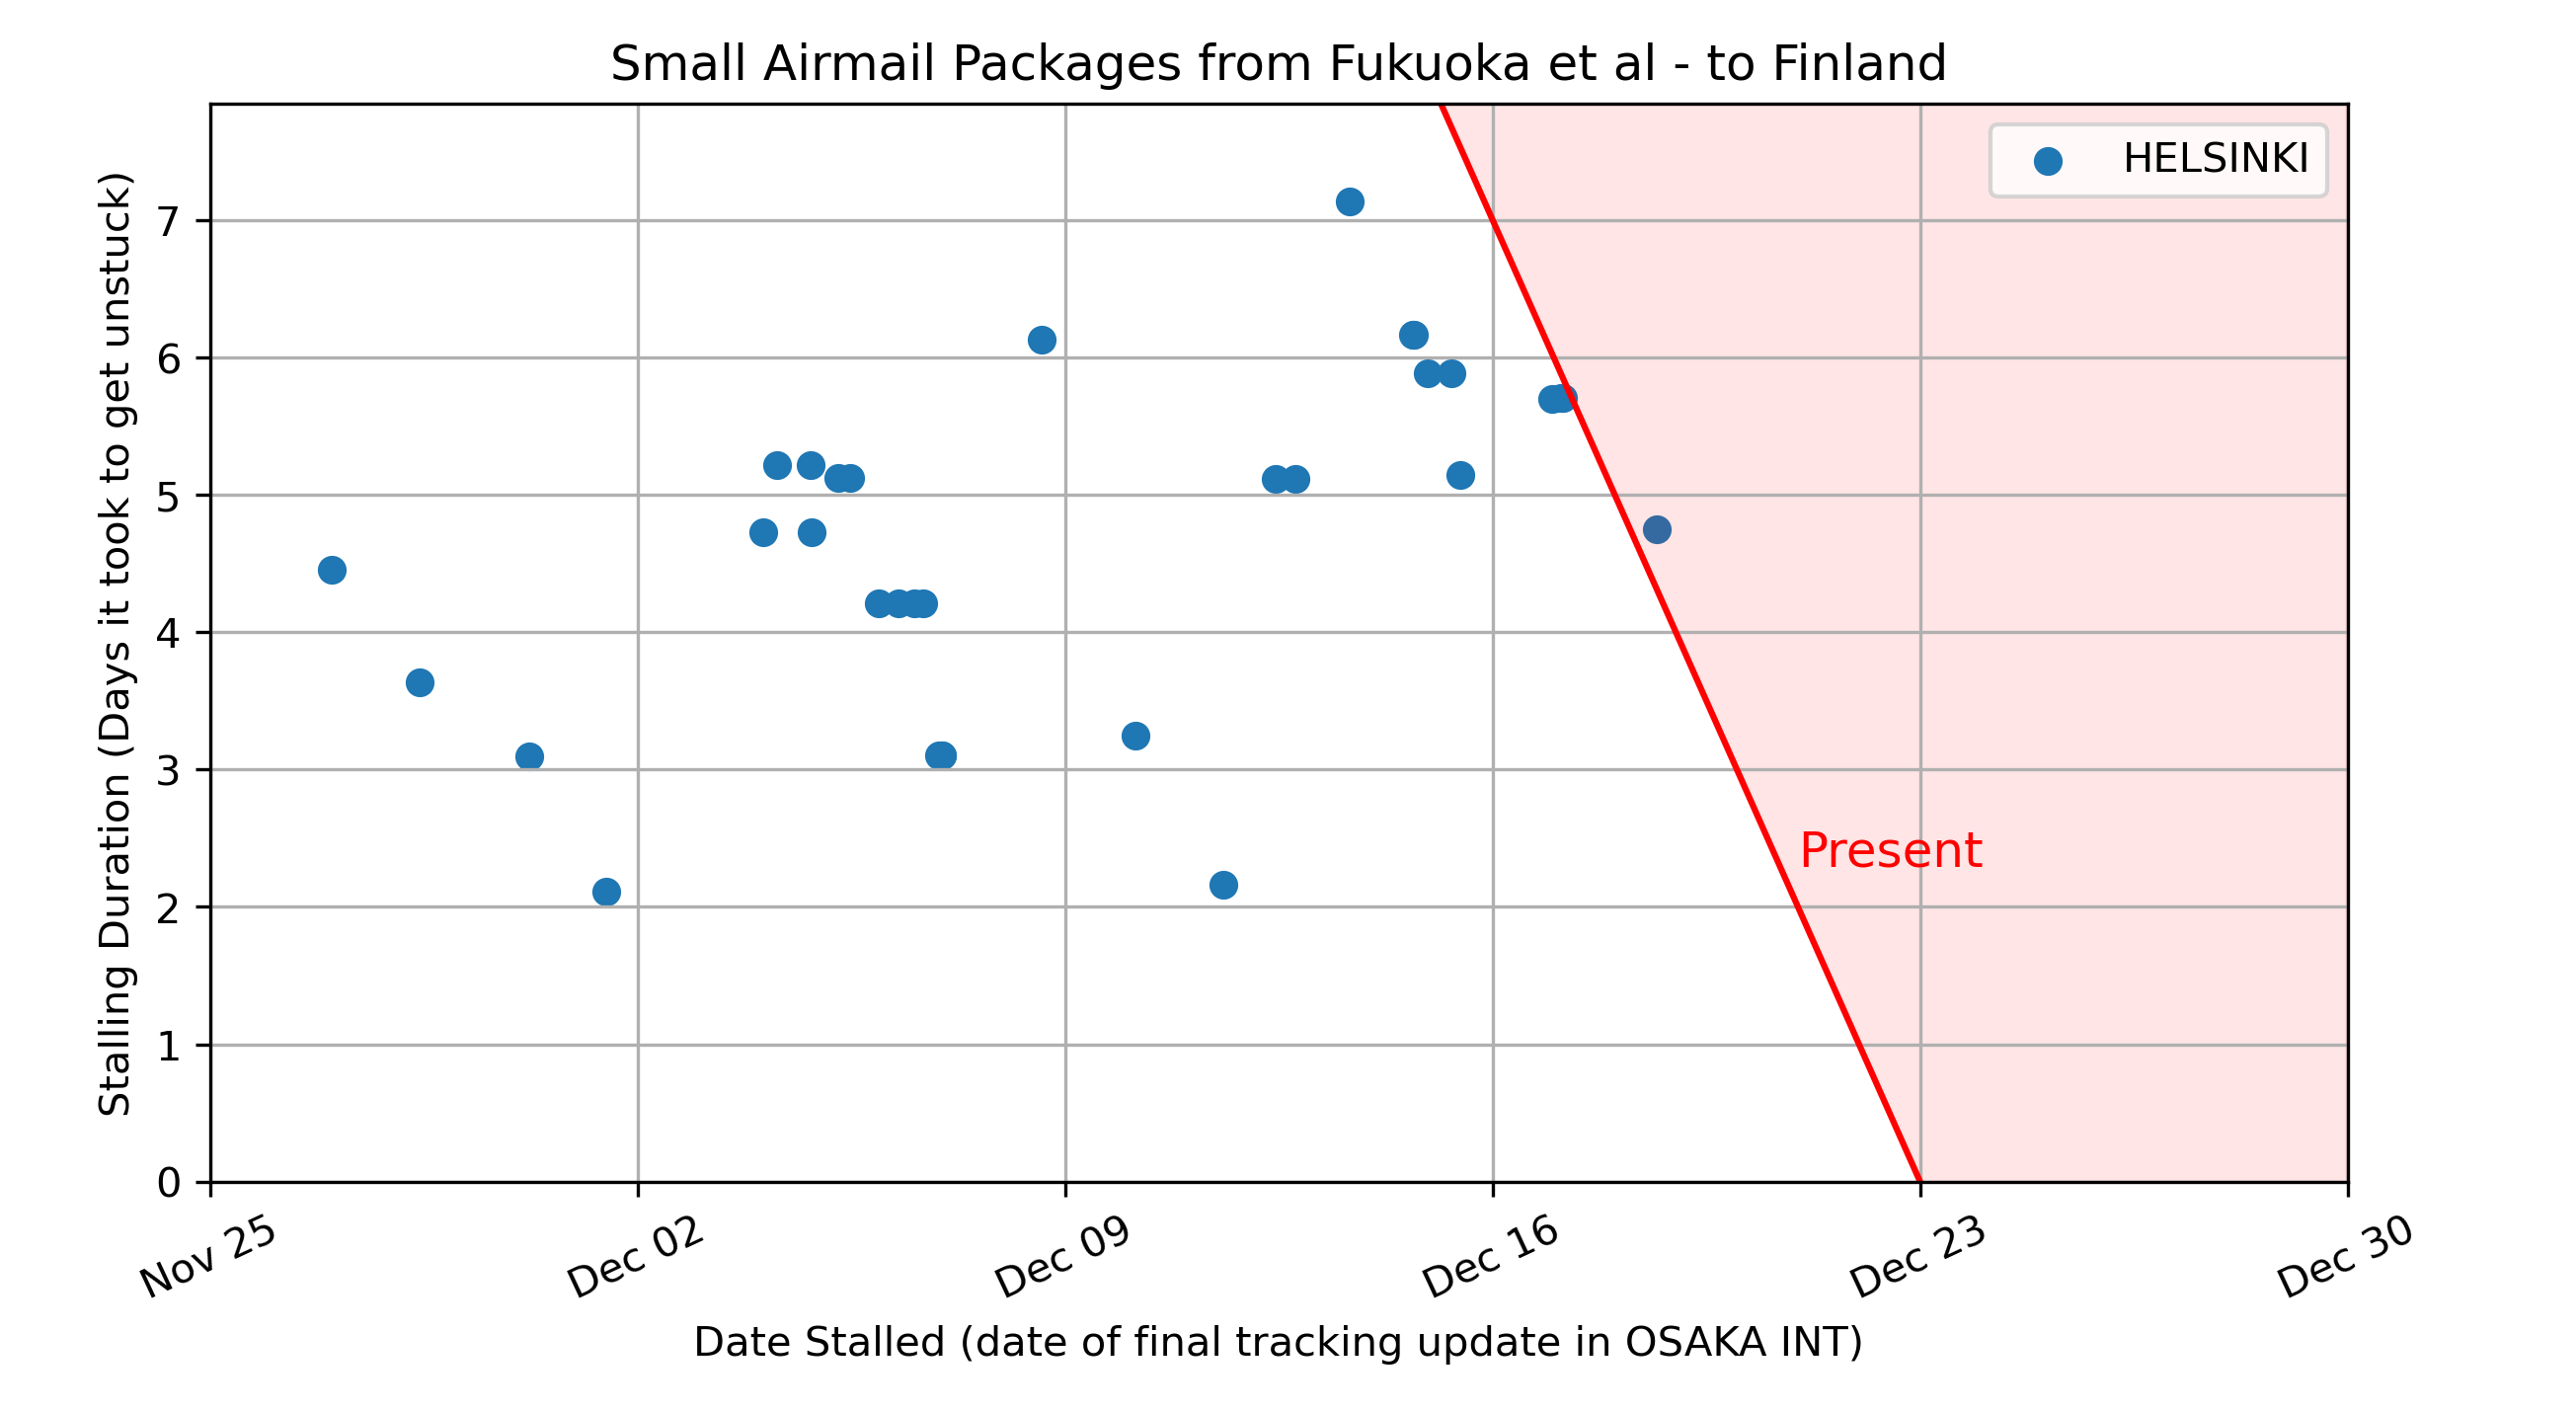 Small Airmail Packages from Fukuoka et al - to Finland
HELSINKI
Stalling Duration (Days it took to get unstuck)
7
6
5
4
3
2
1
0
Present
Nov 25
Dec 02
Dec 09
Dec 16
Dec 23
Dec 30
Date Stalled (date of final tracking update in OSAKA INT)